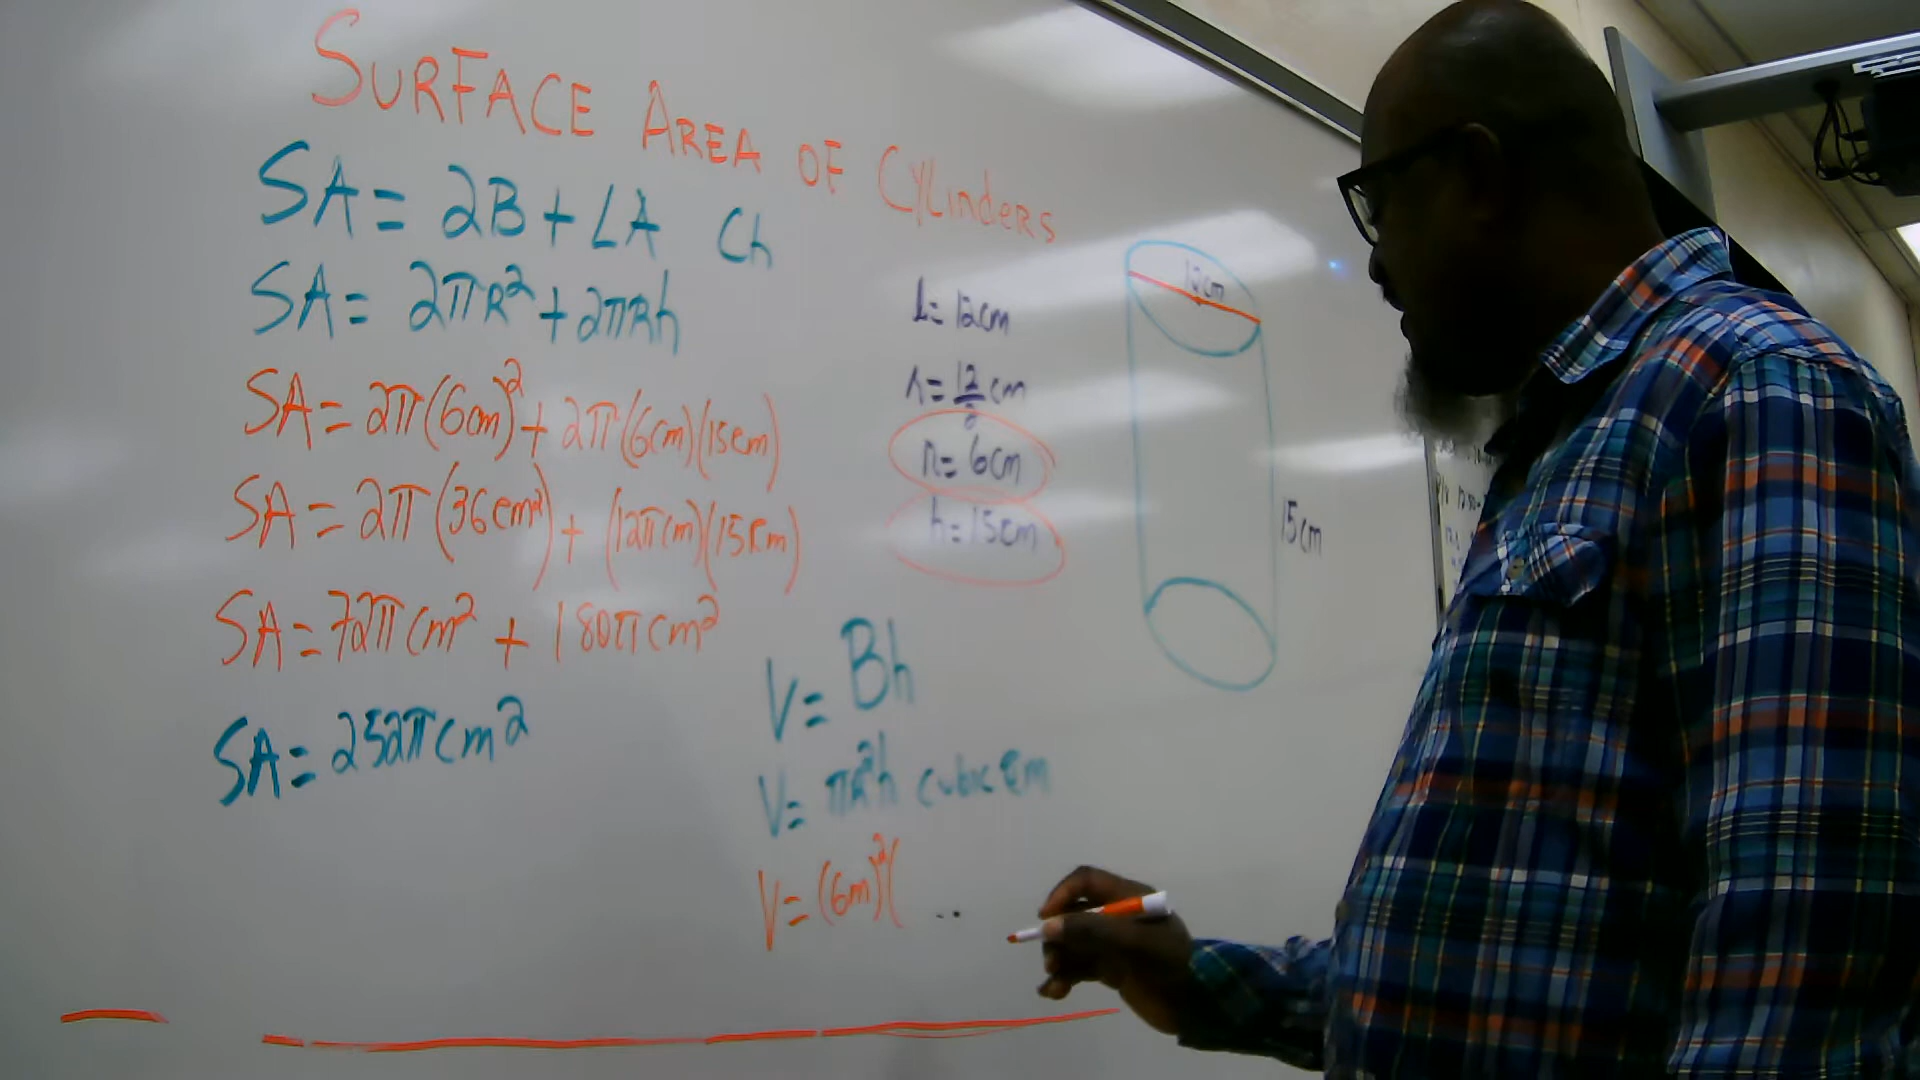 SURFACE AREA OF CYLINDERS
SA = 2B + LA Ch
SA = 2πR² + 2πRh
SA = 2π(6cm)² + 2π(6cm)(15cm)
SA = 2π(36cm²) + (12πcm)(15cm)
SA = 72πcm² + 180πcm²
SA = 252πcm²
d = 12cm
r = 12/2 cm
r = 6cm
h = 15cm
12cm
15cm
V = Bh
V = πR²h cubic cm
V = (6m)²(